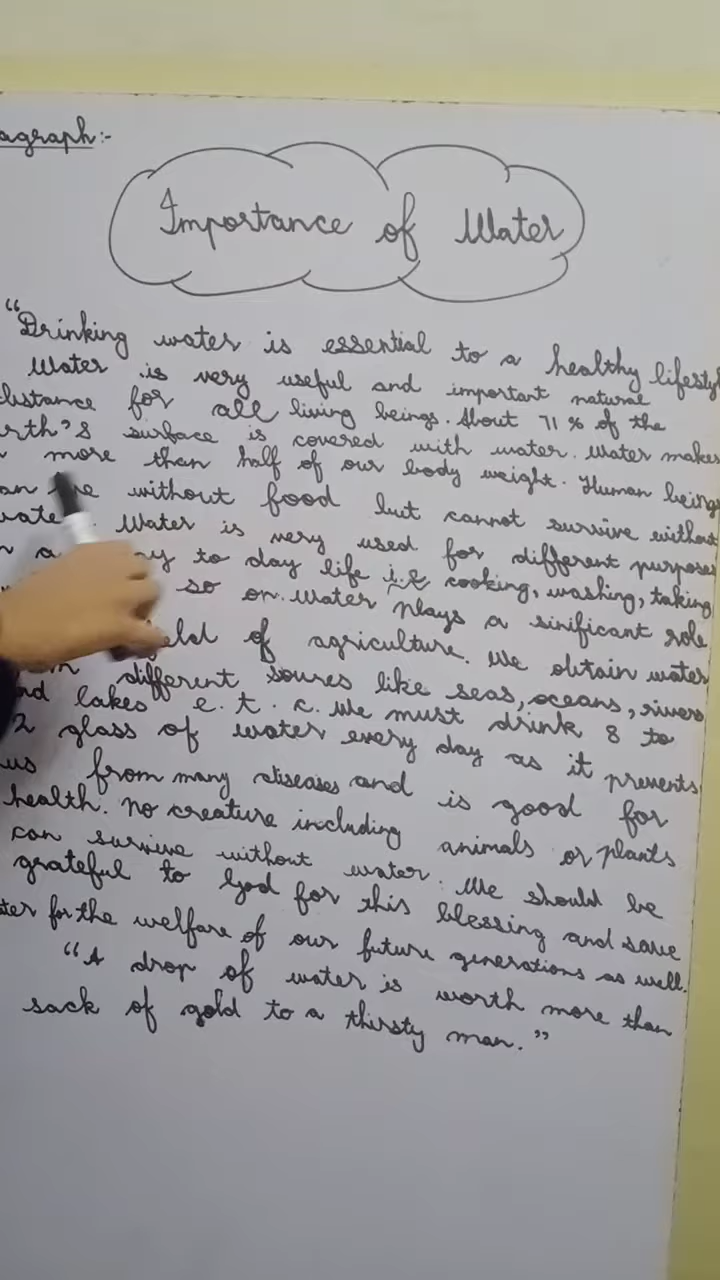 agraph:-
Importance of Water
"Drinking water is essential to a healthy lifestyl
Water is very useful and important natural
bstance for all living beings. About 71% of the
rth's surface is covered with water. Water makes
more than half of our body weight. Human beings
without food but cannot survive without
wate Water is very used for different purposes
to day life i.e cooking, washing, taking
so on. Water plays a sinificant role
eld of agriculture. We obtain water
different soures like seas, oceans, rivers
nd lakes e.t.c. We must drink 8 to
2 glass of water every day as it prevents
us from many diseases and is good for
health. No creature including animals or plants
can survive without water. We should be
grateful to God for this blessing and save
ter for the welfare of our future generations as well.
"A drop of water is worth more than
sack of gold to a thirsty man."